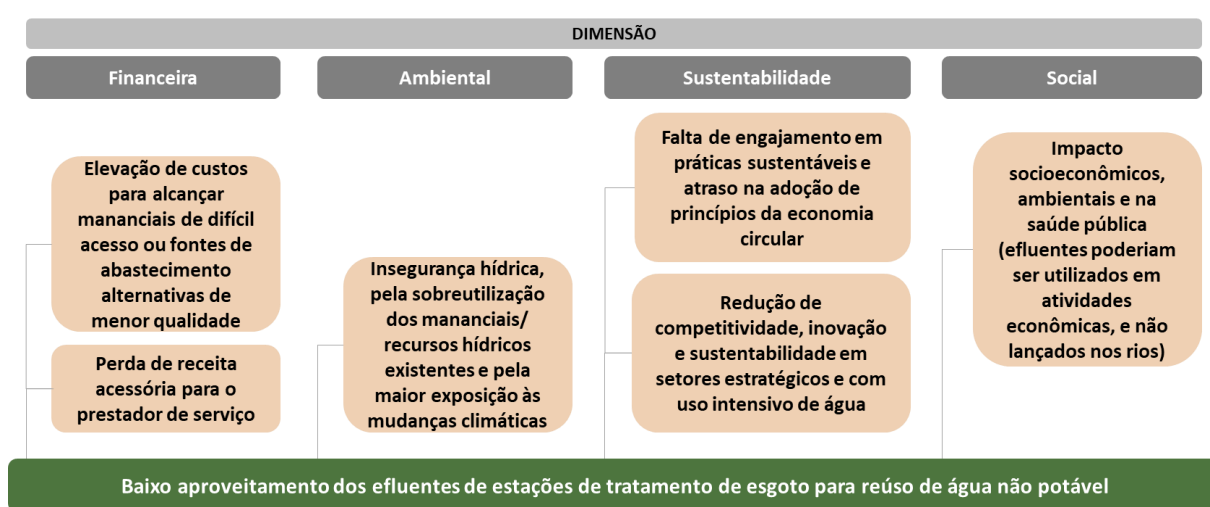 DIMENSÃO
Financeira
Ambiental
Sustentabilidade
Social
Elevação de custos
para alcançar
mananciais de difícil
acesso ou fontes de
abastecimento
alternativas de
menor qualidade
Perda de receita
acessória para o
prestador de serviço
Insegurança hídrica,
pela sobreutilização
dos mananciais/
recursos hídricos
existentes e pela
maior exposição às
mudanças climáticas
Falta de engajamento em
práticas sustentáveis e
atraso na adoção de
princípios da economia
circular
Redução de
competitividade, inovação
e sustentabilidade em
setores estratégicos e com
uso intensivo de água
Impacto
socioeconômicos,
ambientais e na
saúde pública
(efluentes poderiam
ser utilizados em
atividades
econômicas, e não
lançados nos rios)
Baixo aproveitamento dos efluentes de estações de tratamento de esgoto para reúso de água não potável